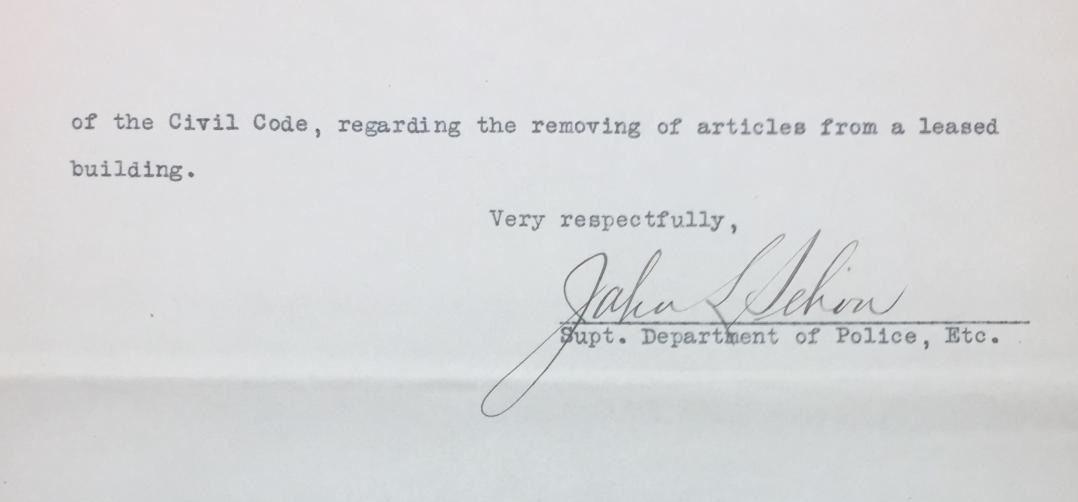 of the Civil Code, regarding the removing of articles from a leased
building.
Very respectfully,
John L Sehon
Supt. Department of Police, Etc.